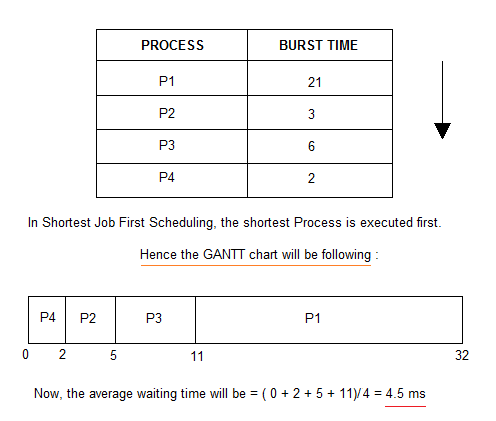 PROCESS BURST TIME
P1 21
P2 3
P3 6
P4 2
In Shortest Job First Scheduling, the shortest Process is executed first.
Hence the GANTT chart will be following :
P4 P2 P3 P1
0 2 5 11 32
Now, the average waiting time will be = ( 0 + 2 + 5 + 11)/ 4 = 4.5 ms